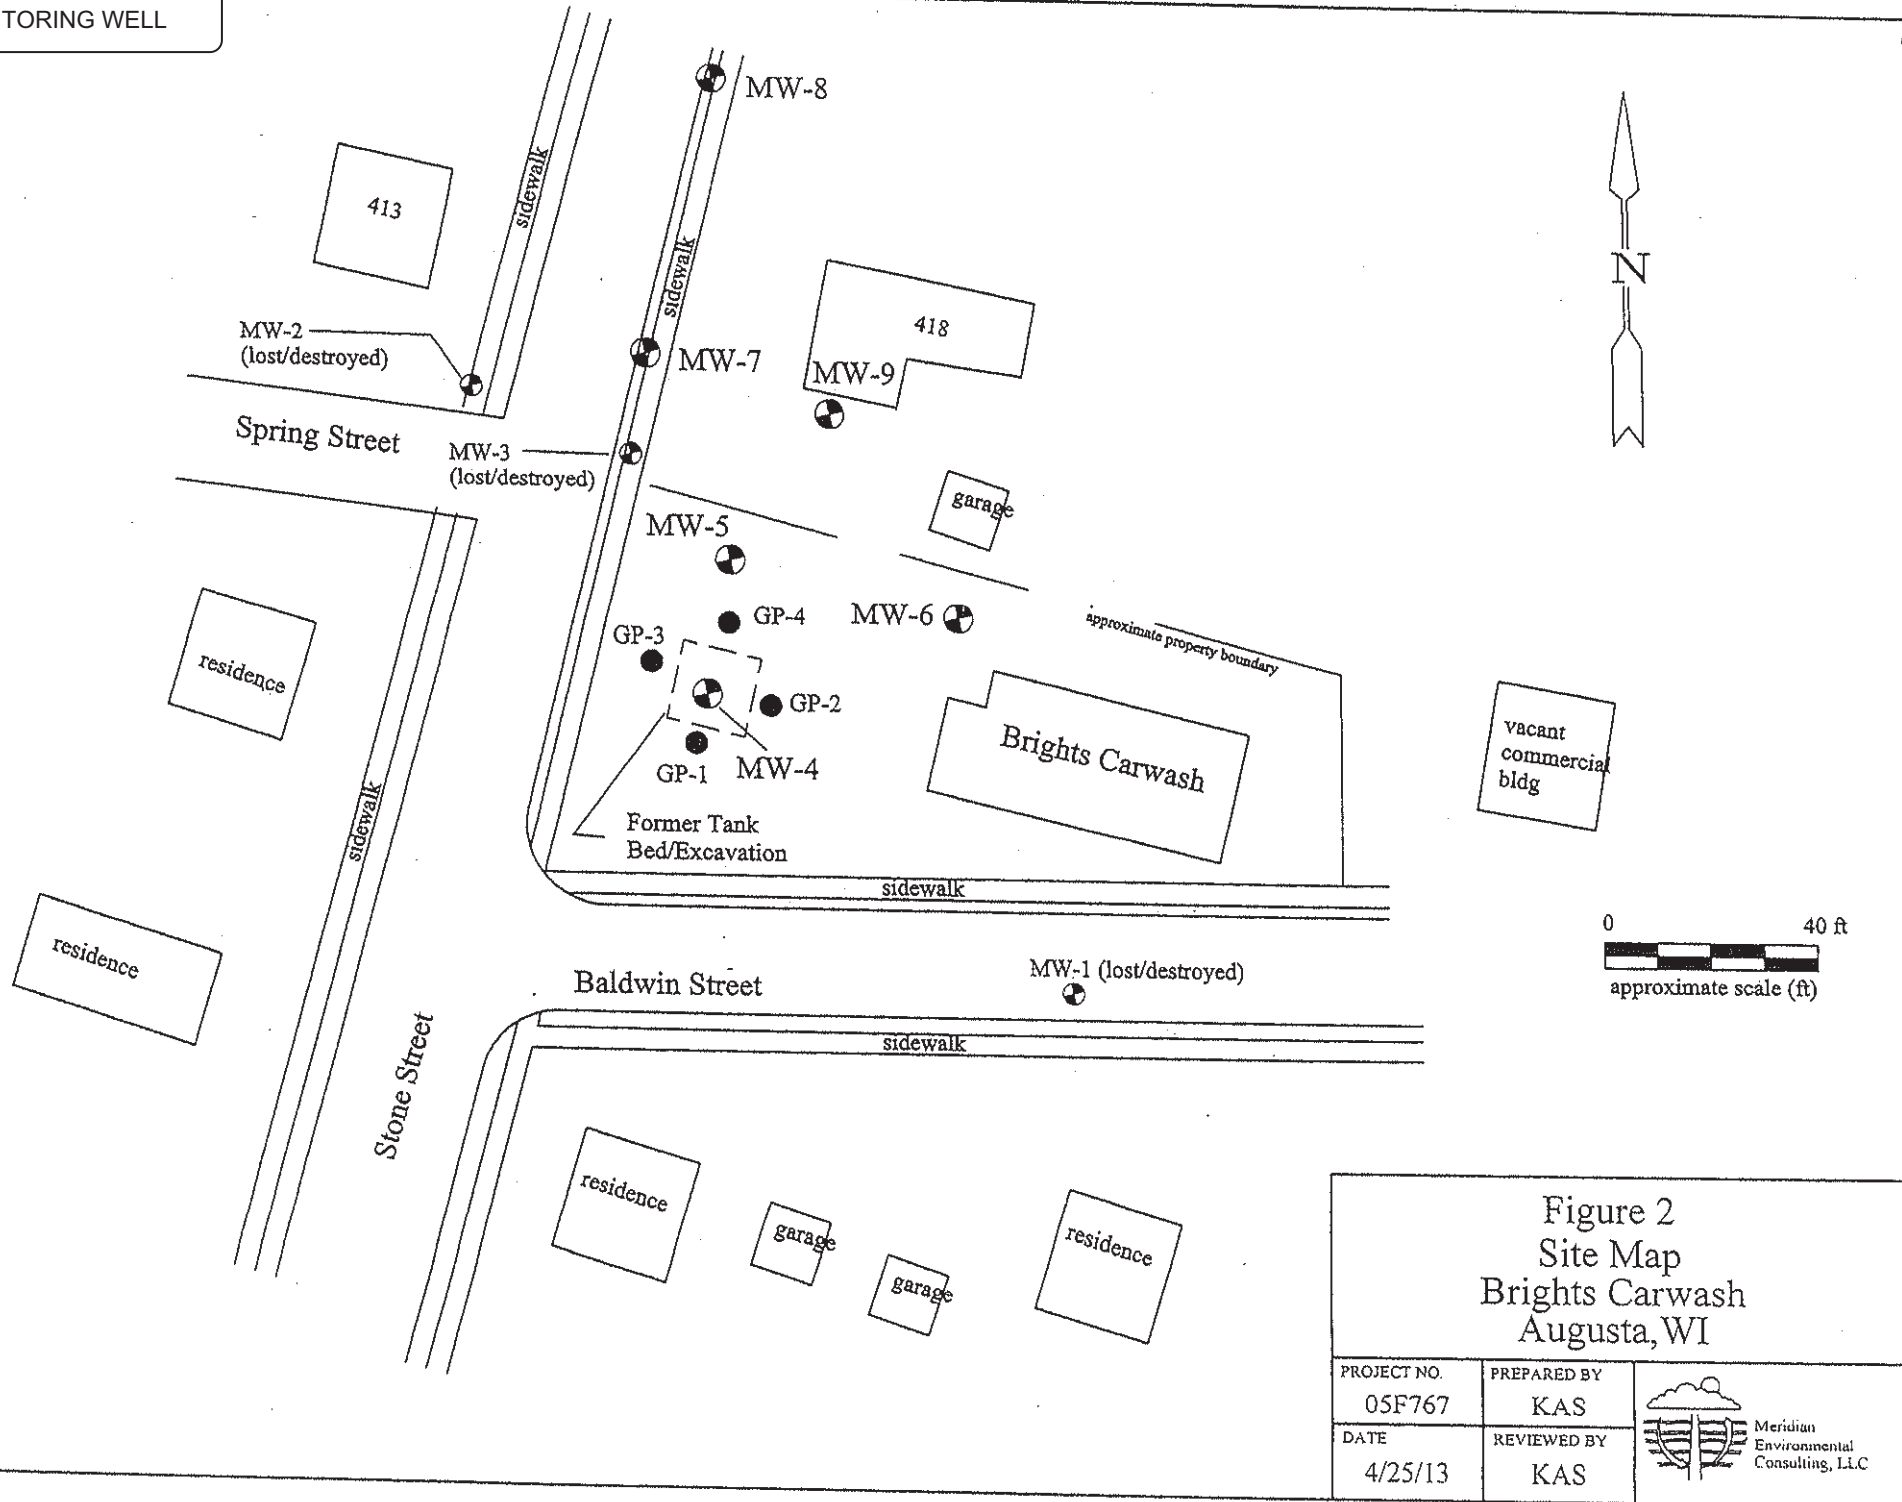 TORING WELL
MW-8
sidewalk
413
sidewalk
MW-2
(lost/destroyed)
418
MW-7
MW-9
Spring Street
MW-3
(lost/destroyed)
garage
MW-5
GP-4
MW-6
GP-3
approximate property boundary
residence
GP-2
GP-1
MW-4
Brights Carwash
vacant
commercial
bldg
sidewalk
Former Tank
Bed/Excavation
sidewalk
N
0 40 ft
approximate scale (ft)
residence
Baldwin Street
MW-1 (lost/destroyed)
sidewalk
Stone Street
residence
garage
garage
residence
Figure 2
Site Map
Brights Carwash
Augusta, WI
PROJECT NO.
05F767
PREPARED BY
KAS
DATE
4/25/13
REVIEWED BY
KAS
Meridian
Environmental
Consulting, LLC